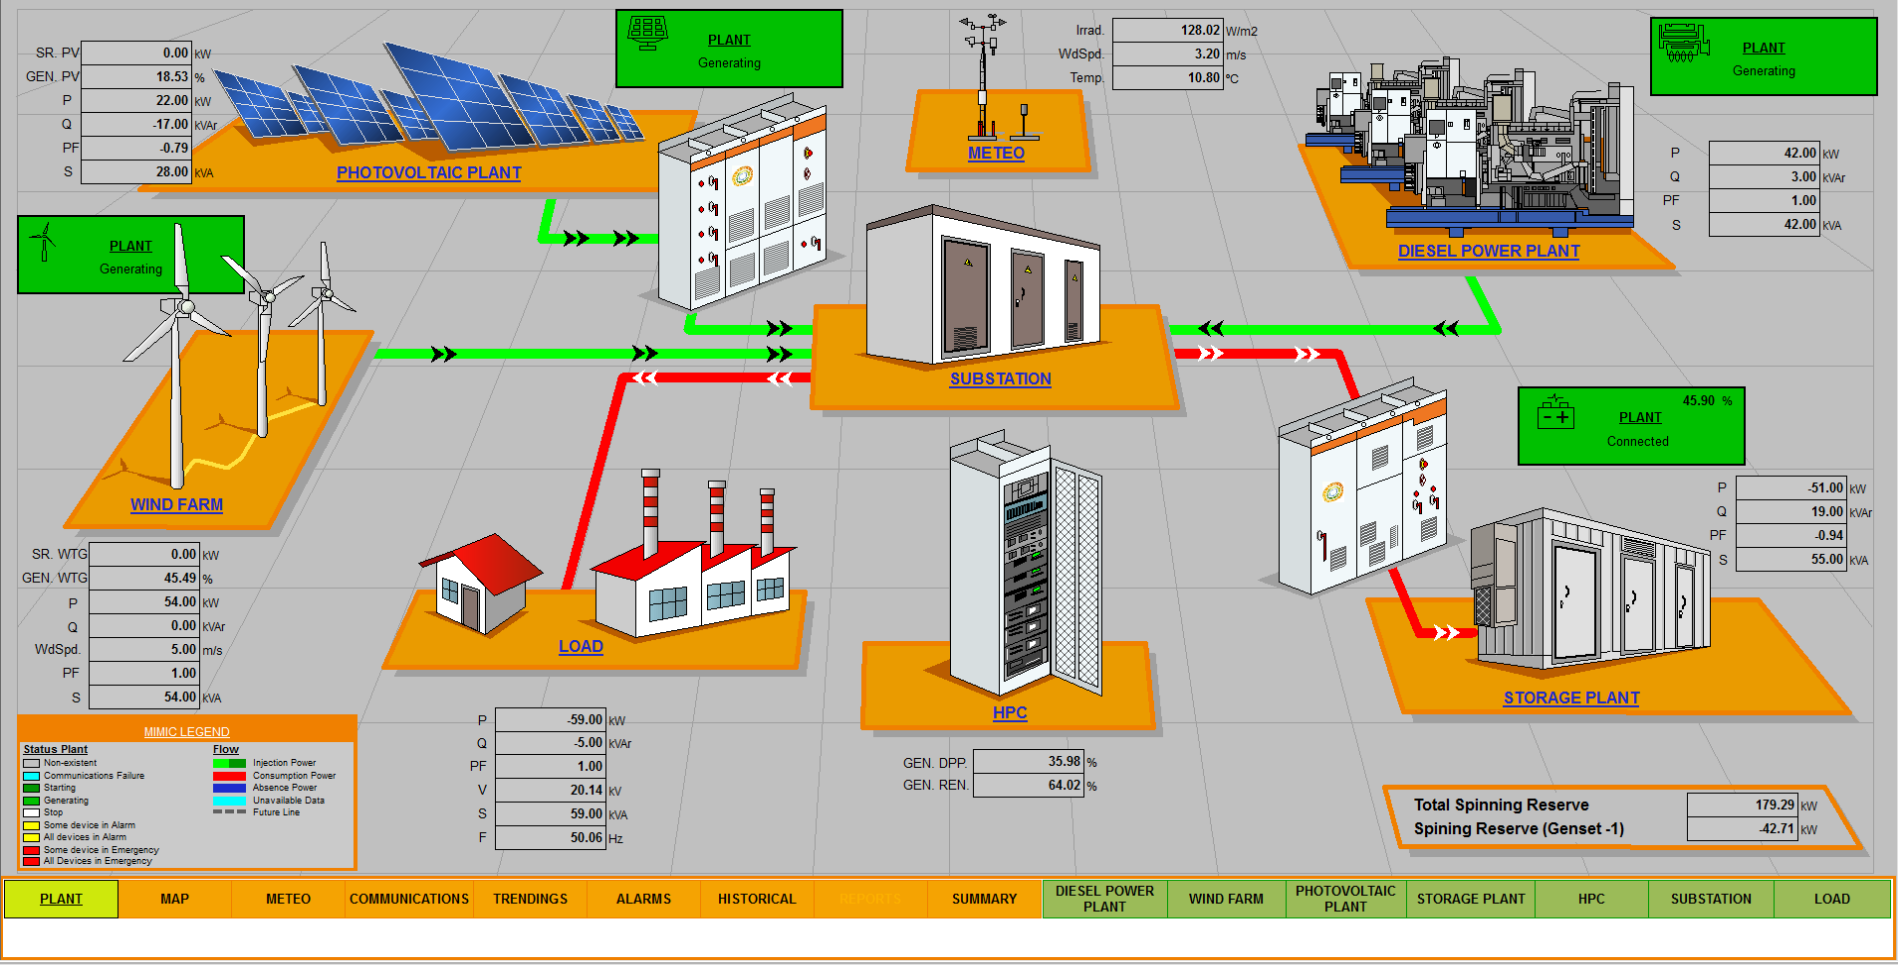 SR. PV 0.00 kW
GEN. PV 18.53 %
P 22.00 kW
Q -17.00 kVAr
PF -0.79
S 28.00 kVA
PHOTOVOLTAIC PLANT
PLANT
Generating
Irrad. 128.02 W/m2
WdSpd. 3.20 m/s
Temp. 10.80 ºC
METEO
PLANT
Generating
P 42.00 kW
Q 3.00 kVAr
PF 1.00
S 42.00 kVA
DIESEL POWER PLANT
PLANT
Generating
WIND FARM
SR. WTG 0.00 kW
GEN. WTG 45.49 %
P 54.00 kW
Q 0.00 kVAr
WdSpd. 5.00 m/s
PF 1.00
S 54.00 kVA
SUBSTATION
45.90 %
PLANT
Connected
P -51.00 kW
Q 19.00 kVAr
PF -0.94
S 55.00 kVA
STORAGE PLANT
LOAD
P -59.00 kW
Q -5.00 kVAr
PF 1.00
V 20.14 kV
S 59.00 kVA
F 50.06 Hz
HPC
GEN. DPP. 35.98 %
GEN. REN. 64.02 %
Total Spinning Reserve 179.29 kW
Spining Reserve (Genset -1) -42.71 kW
MIMIC LEGEND
Status Plant Flow
Non-existent Injection Power
Communications Failure Consumption Power
Starting Absence Power
Generating Unavailable Data
Stop Future Line
Some device in Alarm
All devices in Alarm
Some device in Emergency
All Devices in Emergency
PLANT MAP METEO COMMUNICATIONS TRENDINGS ALARMS HISTORICAL REPORTS SUMMARY DIESEL POWER PLANT WIND FARM PHOTOVOLTAIC PLANT STORAGE PLANT HPC SUBSTATION LOAD